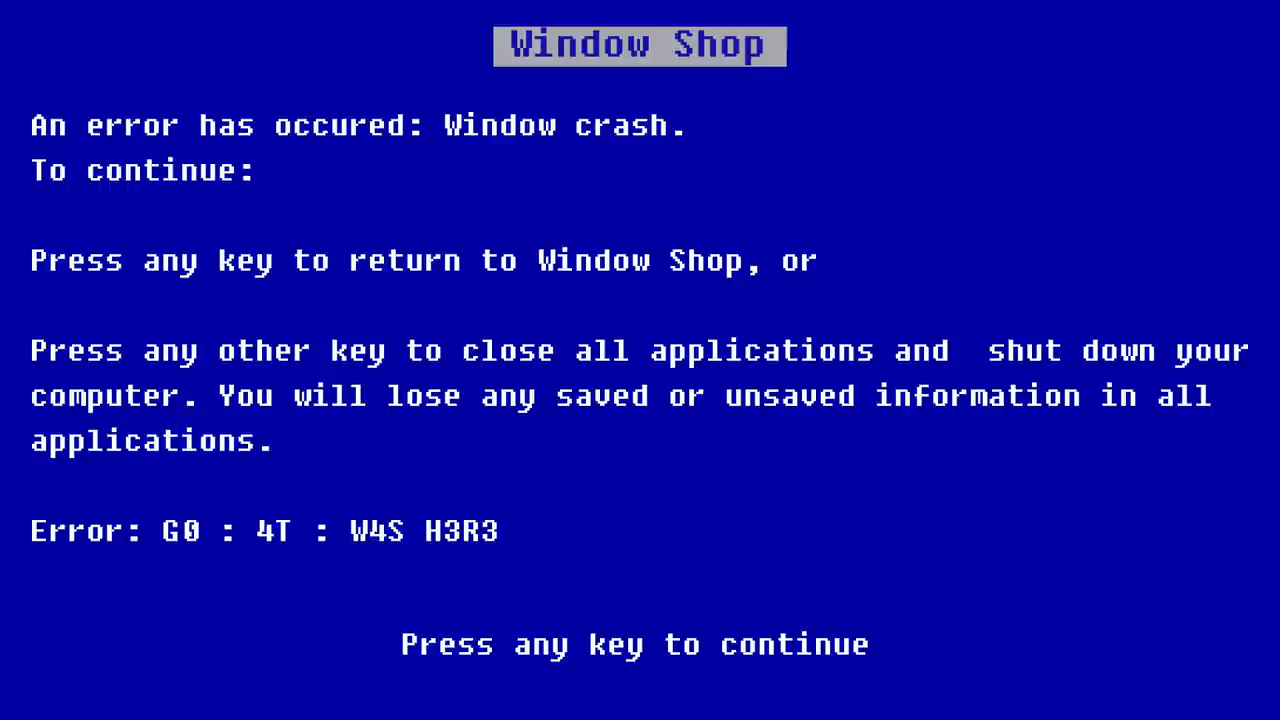 Window Shop
An error has occured: Window crash.
To continue:
Press any key to return to Window Shop, or
Press any other key to close all applications and  shut down your
computer. You will lose any saved or unsaved information in all
applications.
Error: G0 : 4T : W4S H3R3
Press any key to continue